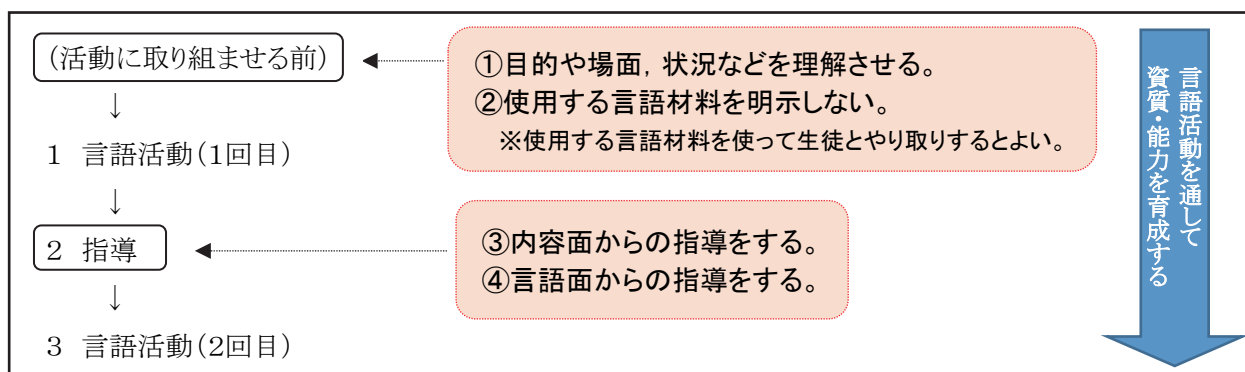 (活動に取り組ませる前)
①目的や場面,状況などを理解させる。
②使用する言語材料を明示しない。
※使用する言語材料を使って生徒とやり取りするとよい。
↓
1 言語活動(1回目)
↓
2 指導
③内容面からの指導をする。
④言語面からの指導をする。
↓
3 言語活動(2回目)
言語活動を通して
資質・能力を育成する